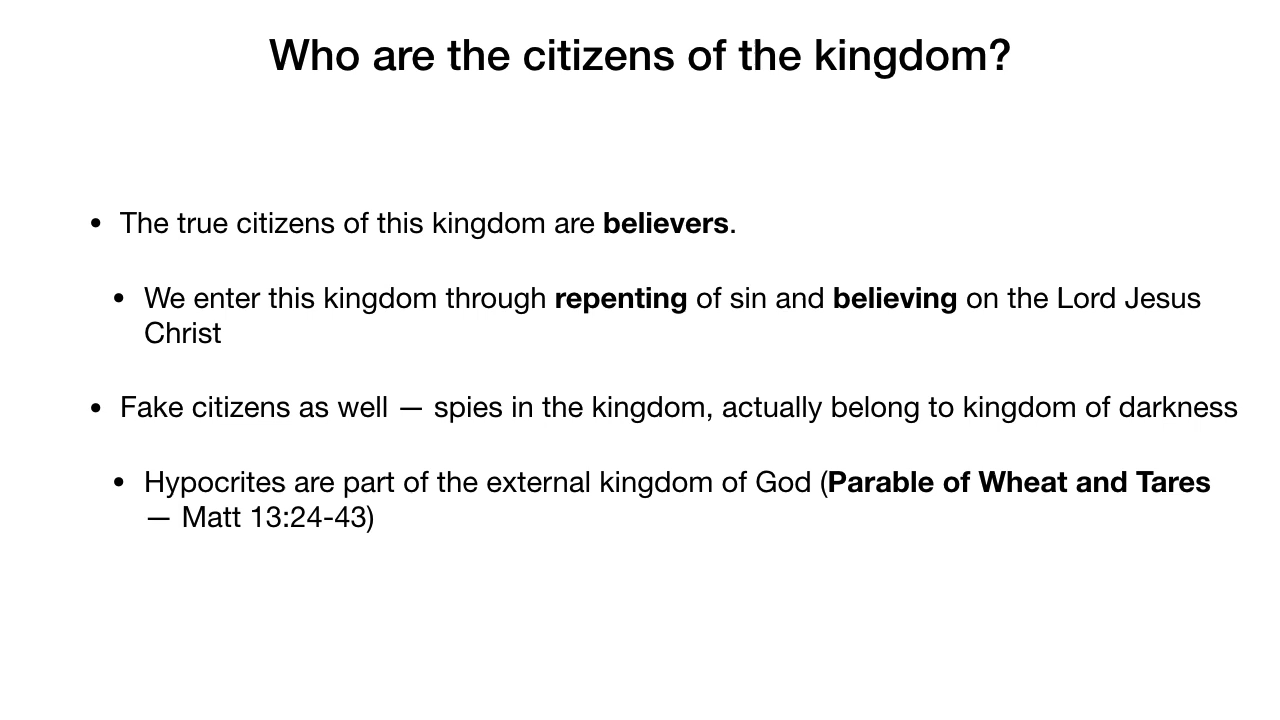 Who are the citizens of the kingdom?
• The true citizens of this kingdom are believers.
• We enter this kingdom through repenting of sin and believing on the Lord Jesus
Christ
• Fake citizens as well — spies in the kingdom, actually belong to kingdom of darkness
• Hypocrites are part of the external kingdom of God (Parable of Wheat and Tares
— Matt 13:24-43)